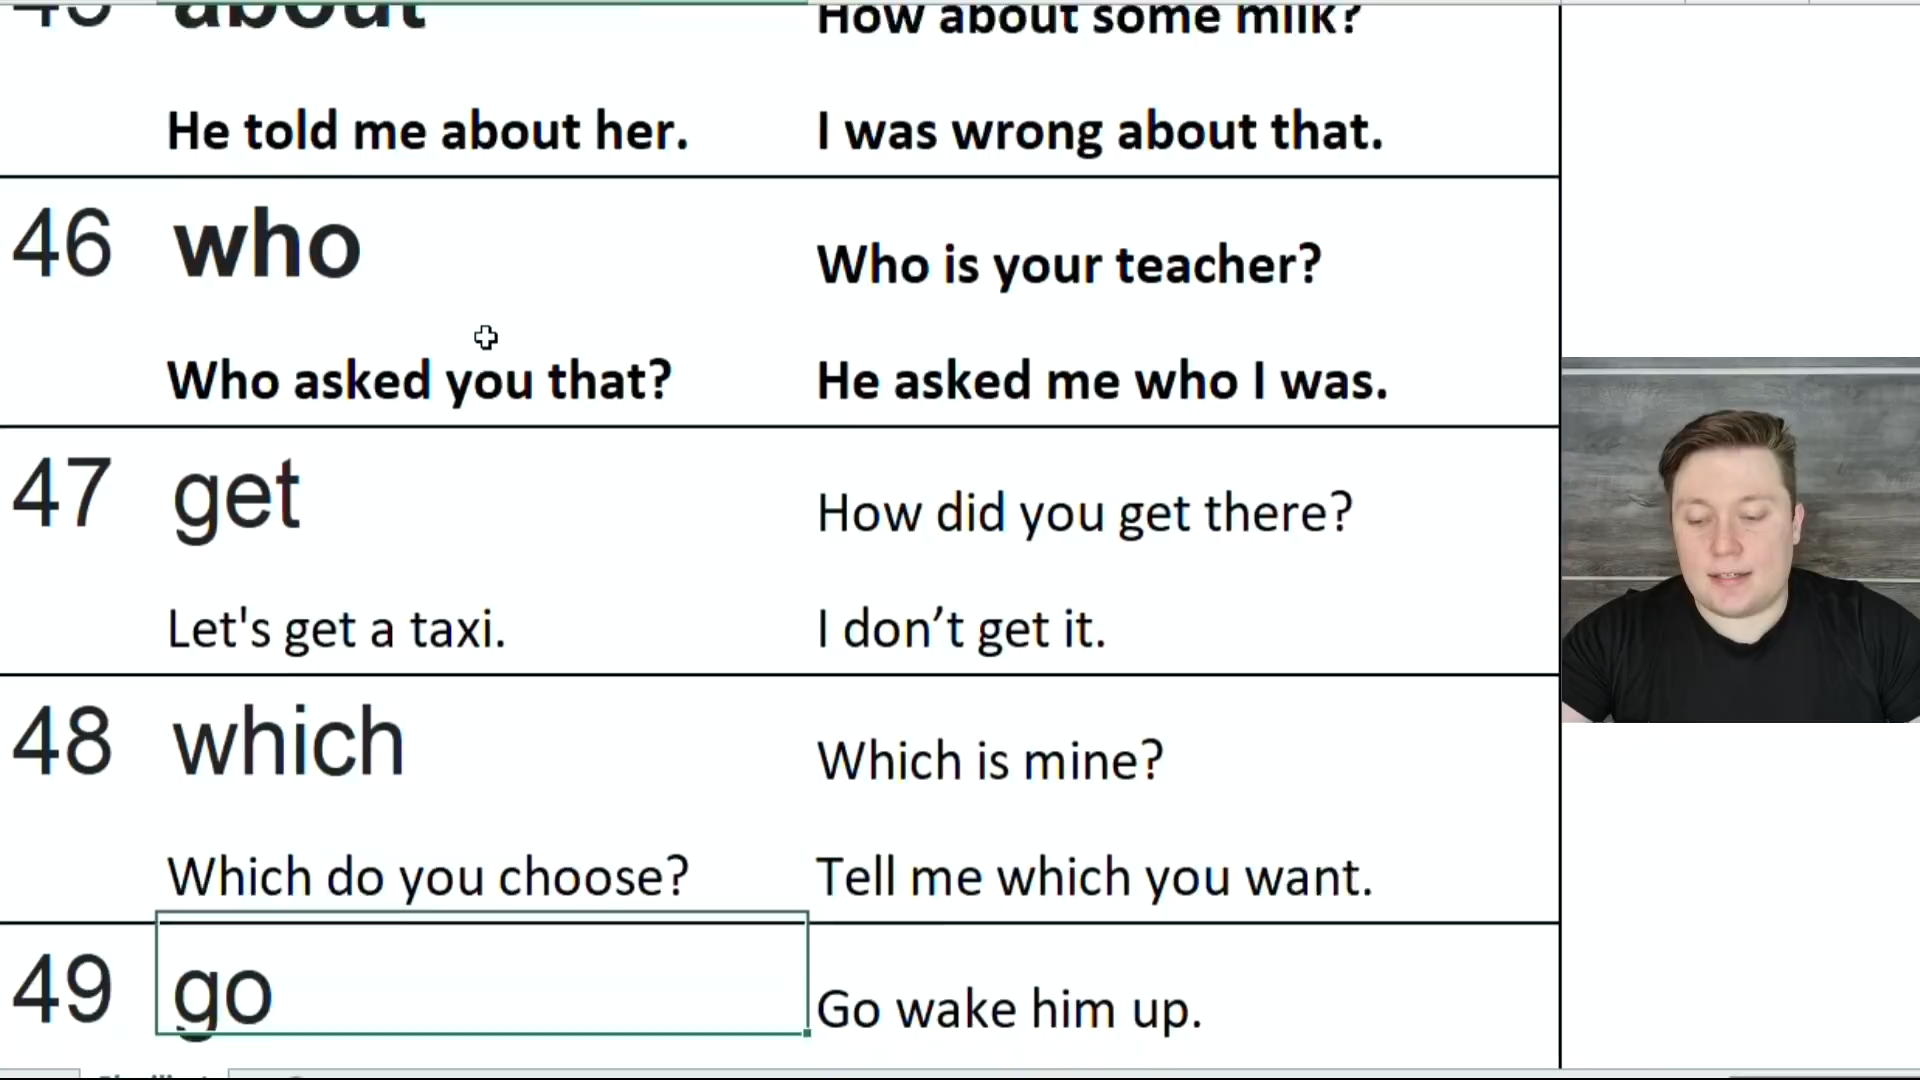 45 about How about some milk?
He told me about her. I was wrong about that.
46 who Who is your teacher?
Who asked you that? He asked me who I was.
47 get How did you get there?
Let's get a taxi. I don’t get it.
48 which Which is mine?
Which do you choose? Tell me which you want.
49 go Go wake him up.